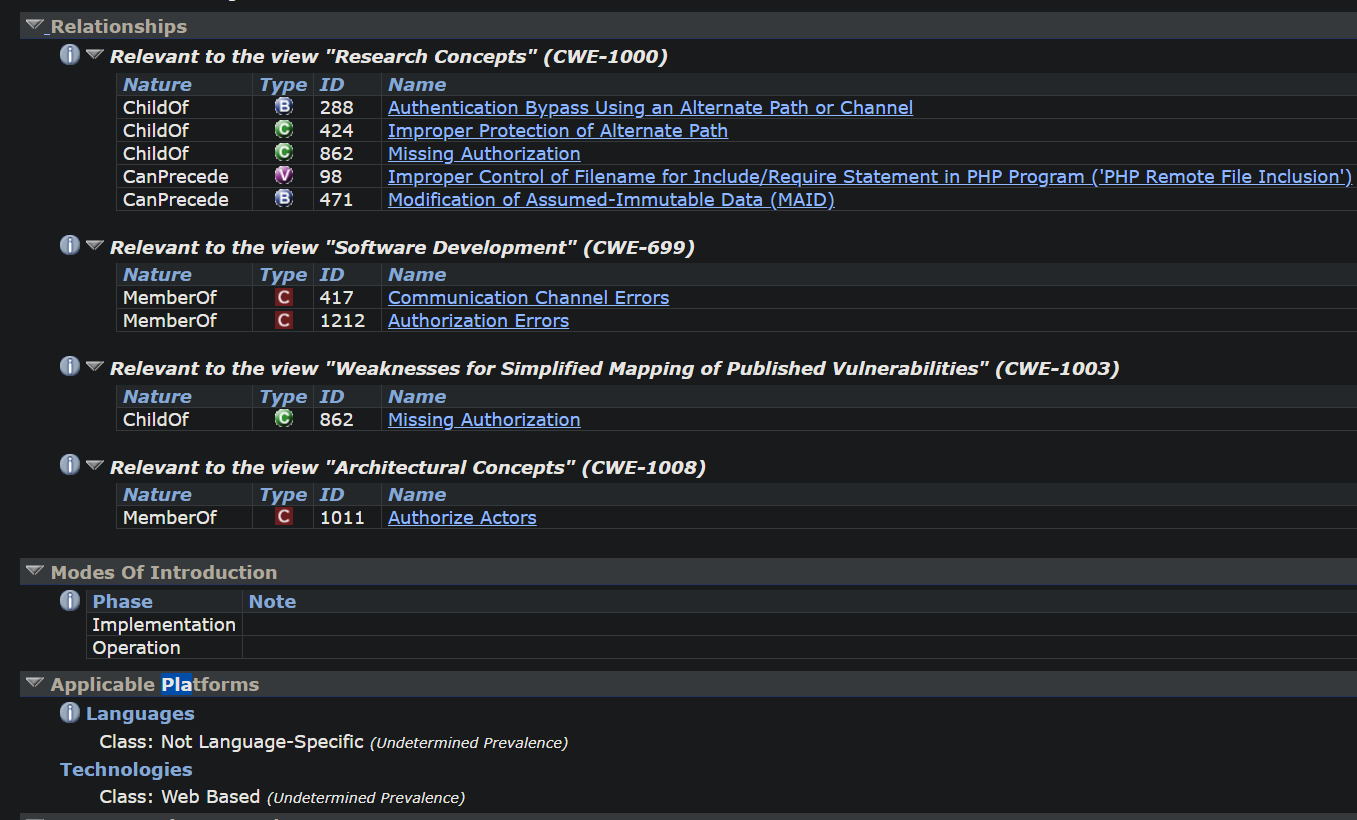 Relationships
Relevant to the view "Research Concepts" (CWE-1000)
Nature Type ID Name
ChildOf B 288 Authentication Bypass Using an Alternate Path or Channel
ChildOf C 424 Improper Protection of Alternate Path
ChildOf C 862 Missing Authorization
CanPrecede V 98 Improper Control of Filename for Include/Require Statement in PHP Program ('PHP Remote File Inclusion')
CanPrecede B 471 Modification of Assumed-Immutable Data (MAID)
Relevant to the view "Software Development" (CWE-699)
Nature Type ID Name
MemberOf C 417 Communication Channel Errors
MemberOf C 1212 Authorization Errors
Relevant to the view "Weaknesses for Simplified Mapping of Published Vulnerabilities" (CWE-1003)
Nature Type ID Name
ChildOf C 862 Missing Authorization
Relevant to the view "Architectural Concepts" (CWE-1008)
Nature Type ID Name
MemberOf C 1011 Authorize Actors
Modes Of Introduction
Phase Note
Implementation
Operation
Applicable Platforms
Languages
Class: Not Language-Specific (Undetermined Prevalence)
Technologies
Class: Web Based (Undetermined Prevalence)